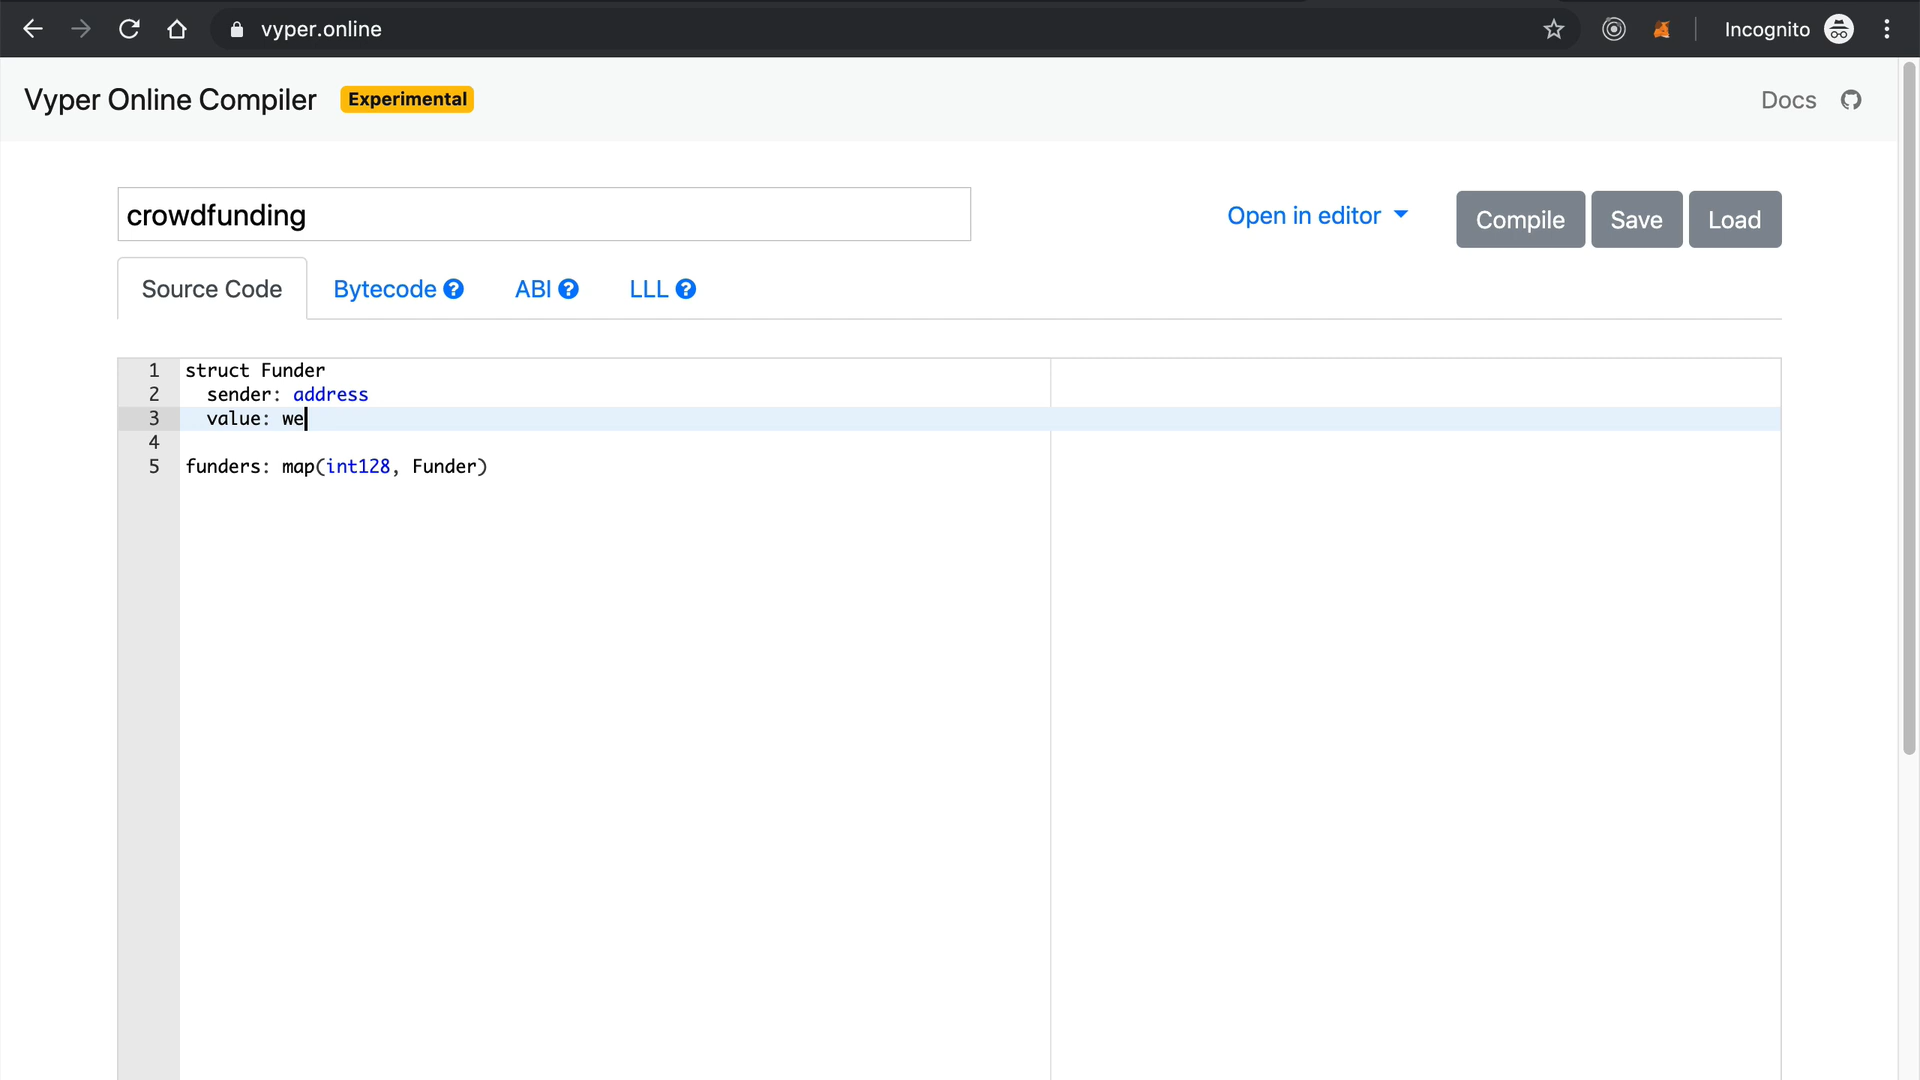 vyper.online
Incognito
Vyper Online Compiler Experimental
Docs
crowdfunding
Open in editor
Compile Save Load
Source Code Bytecode ? ABI ? LLL ?
1 struct Funder
2 sender: address
3 value: we
4
5 funders: map(int128, Funder)